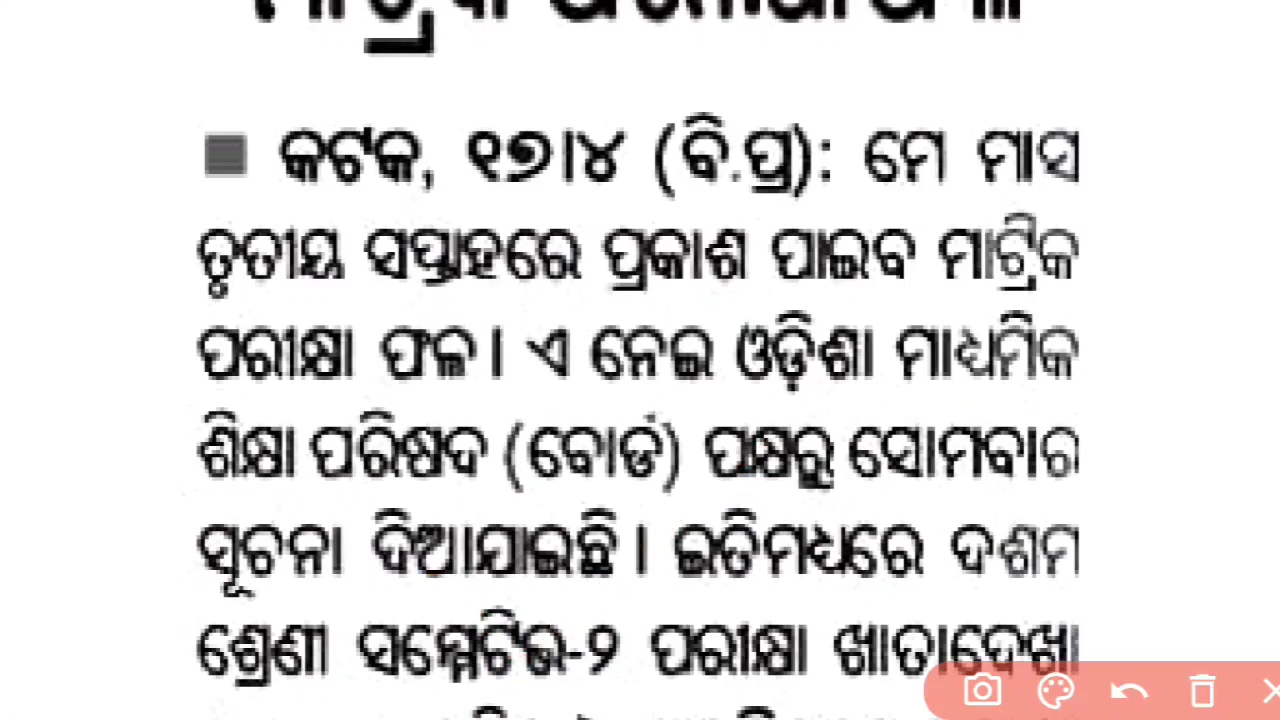 ■ କଟକ, ୧୭।୪ (ବି.ପ୍ର): ମେ ମାସ
ତୃତୀୟ ସପ୍ତାହରେ ପ୍ରକାଶ ପାଇବ ମାଟ୍ରିକ
ପରୀକ୍ଷା ଫଳ। ଏ ନେଇ ଓଡ଼ିଶା ମାଧ୍ୟମିକ
ଶିକ୍ଷା ପରିଷଦ (ବୋର୍ଡ) ପକ୍ଷରୁ ସୋମବାର
ସୂଚନା ଦିଆଯାଇଛି। ଇତିମଧ୍ୟରେ ଦଶମ
ଶ୍ରେଣୀ ସମ୍ମେଟିଭ-୨ ପରୀକ୍ଷା ଖାତାଦେଖା